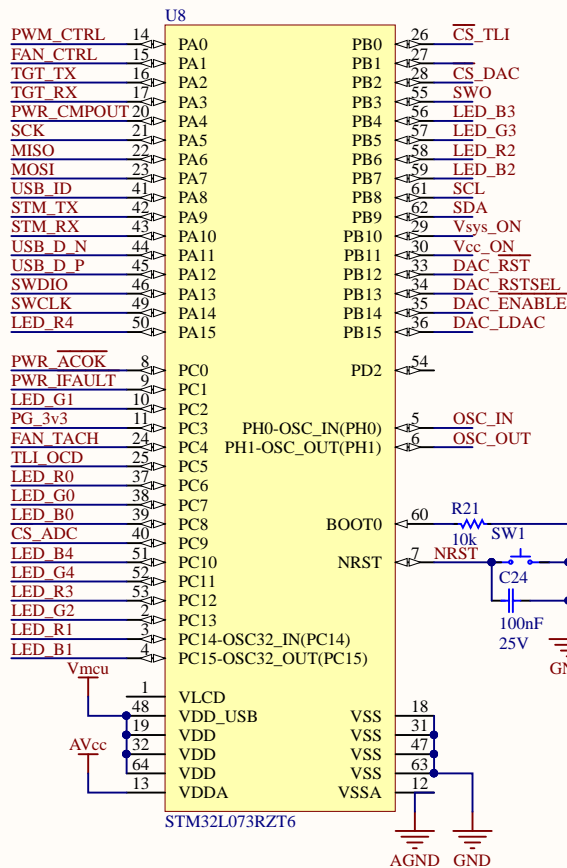 U8
PWM_CTRL 14 PA0 PB0 26 CS_TLI
FAN_CTRL 15 PA1 PB1 27
TGT_TX 16 PA2 PB2 28 CS_DAC
TGT_RX 17 PA3 PB3 55 SWO
PWR_CMPOUT 20 PA4 PB4 56 LED_B3
SCK 21 PA5 PB5 57 LED_G3
MISO 22 PA6 PB6 58 LED_R2
MOSI 23 PA7 PB7 59 LED_B2
USB_ID 41 PA8 PB8 61 SCL
STM_TX 42 PA9 PB9 62 SDA
STM_RX 43 PA10 PB10 29 Vsys_ON
USB_D_N 44 PA11 PB11 30 Vcc_ON
USB_D_P 45 PA12 PB12 33 DAC_RST
SWDIO 46 PA13 PB13 34 DAC_RSTSEL
SWCLK 49 PA14 PB14 35 DAC_ENABLE
LED_R4 50 PA15 PB15 36 DAC_LDAC
PWR_ACOK 8 PC0 PD2 54
PWR_IFAULT 9 PC1
LED_G1 10 PC2
PG_3v3 11 PC3 PH0-OSC_IN(PH0) 5 OSC_IN
FAN_TACH 24 PC4 PH1-OSC_OUT(PH1) 6 OSC_OUT
TLI_OCD 25 PC5
LED_R0 37 PC6
LED_G0 38 PC7
LED_B0 39 PC8 BOOT0 60 R21 10k
CS_ADC 40 PC9
LED_B4 51 PC10 NRST 7 NRST SW1
LED_G4 52 PC11 C24
LED_R3 53 PC12 100nF
LED_G2 2 PC13 25V
LED_R1 3 PC14-OSC32_IN(PC14)
LED_B1 4 PC15-OSC32_OUT(PC15)
Vmcu
1 VLCD
48 VDD_USB VSS 18
19 VDD VSS 31
32 VDD VSS 47
64 VDD VSS 63
AVcc 13 VDDA VSSA 12
STM32L073RZT6
AGND GND